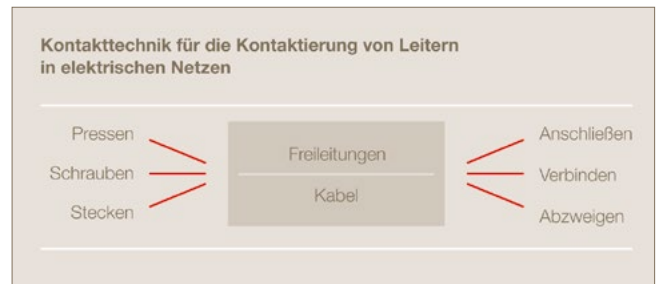 Kontakttechnik für die Kontaktierung von Leitern
in elektrischen Netzen
Pressen
Schrauben
Stecken
Freileitungen
Kabel
Anschließen
Verbinden
Abzweigen